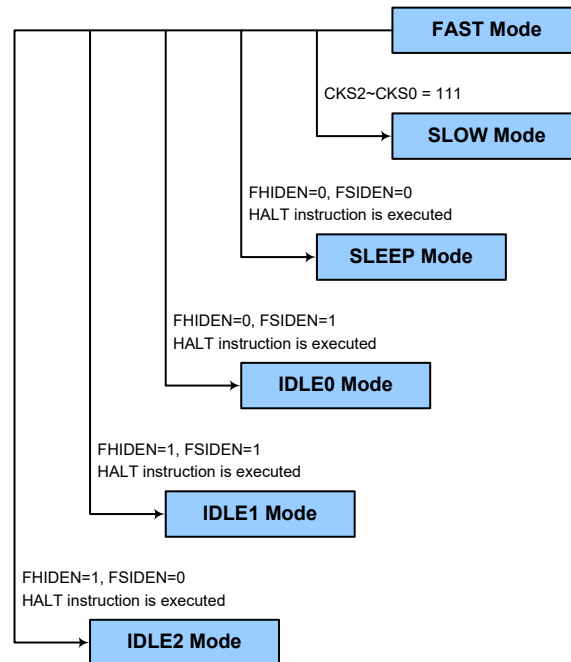 FAST Mode
CKS2~CKS0 = 111
SLOW Mode
FHIDEN=0, FSIDEN=0
HALT instruction is executed
SLEEP Mode
FHIDEN=0, FSIDEN=1
HALT instruction is executed
IDLE0 Mode
FHIDEN=1, FSIDEN=1
HALT instruction is executed
IDLE1 Mode
FHIDEN=1, FSIDEN=0
HALT instruction is executed
IDLE2 Mode